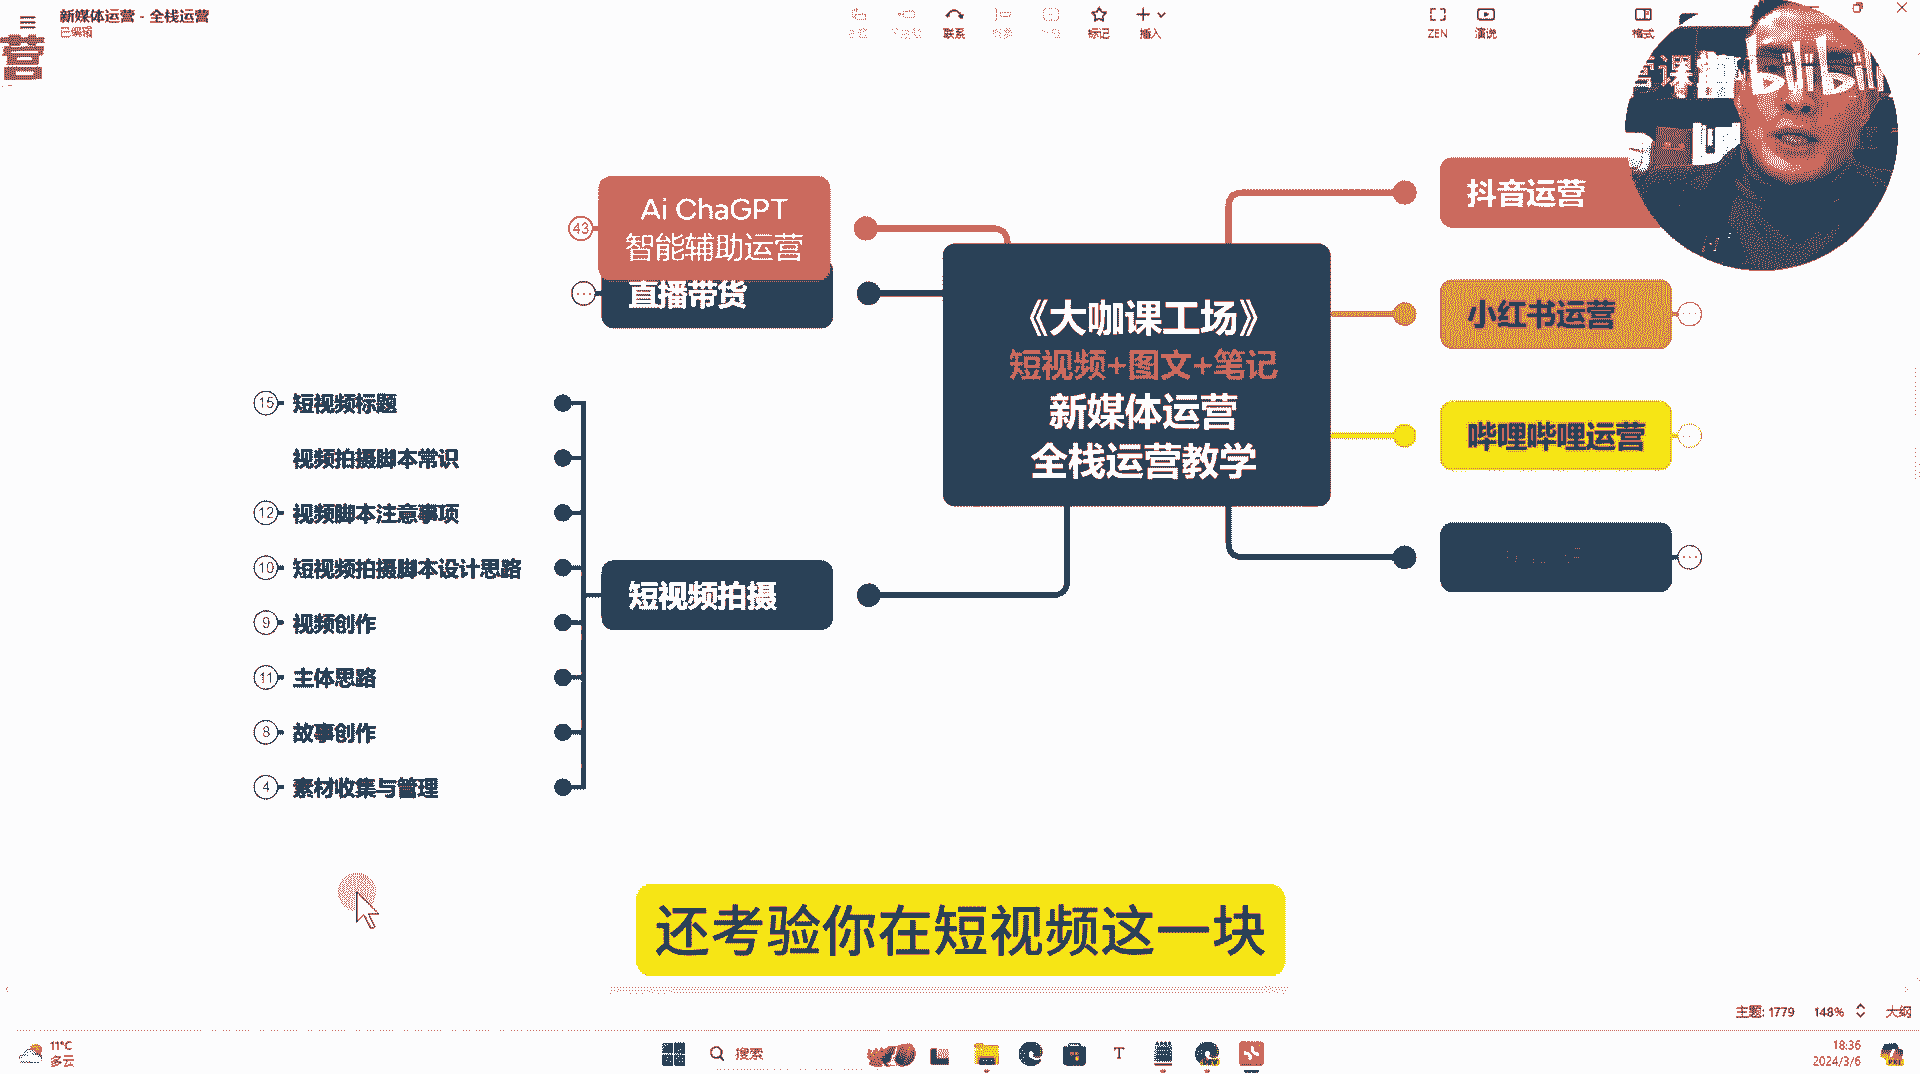 新媒体运营 - 全栈运营
已编辑
营
联系
标记
插入
ZEN
演说
格式
bilibili
Ai ChaGPT
智能辅助运营
43
直播带货
《大咖课工场》
短视频+图文+笔记
新媒体运营
全栈运营教学
抖音运营
小红书运营
哔哩哔哩运营
短视频拍摄
15 短视频标题
视频拍摄脚本常识
12 视频脚本注意事项
10 短视频拍摄脚本设计思路
9 视频创作
11 主体思路
8 故事创作
4 素材收集与管理
还考验你在短视频这一块
主题: 1779
148%
大纲
11°C
多云
搜索
18:36
2024/3/6